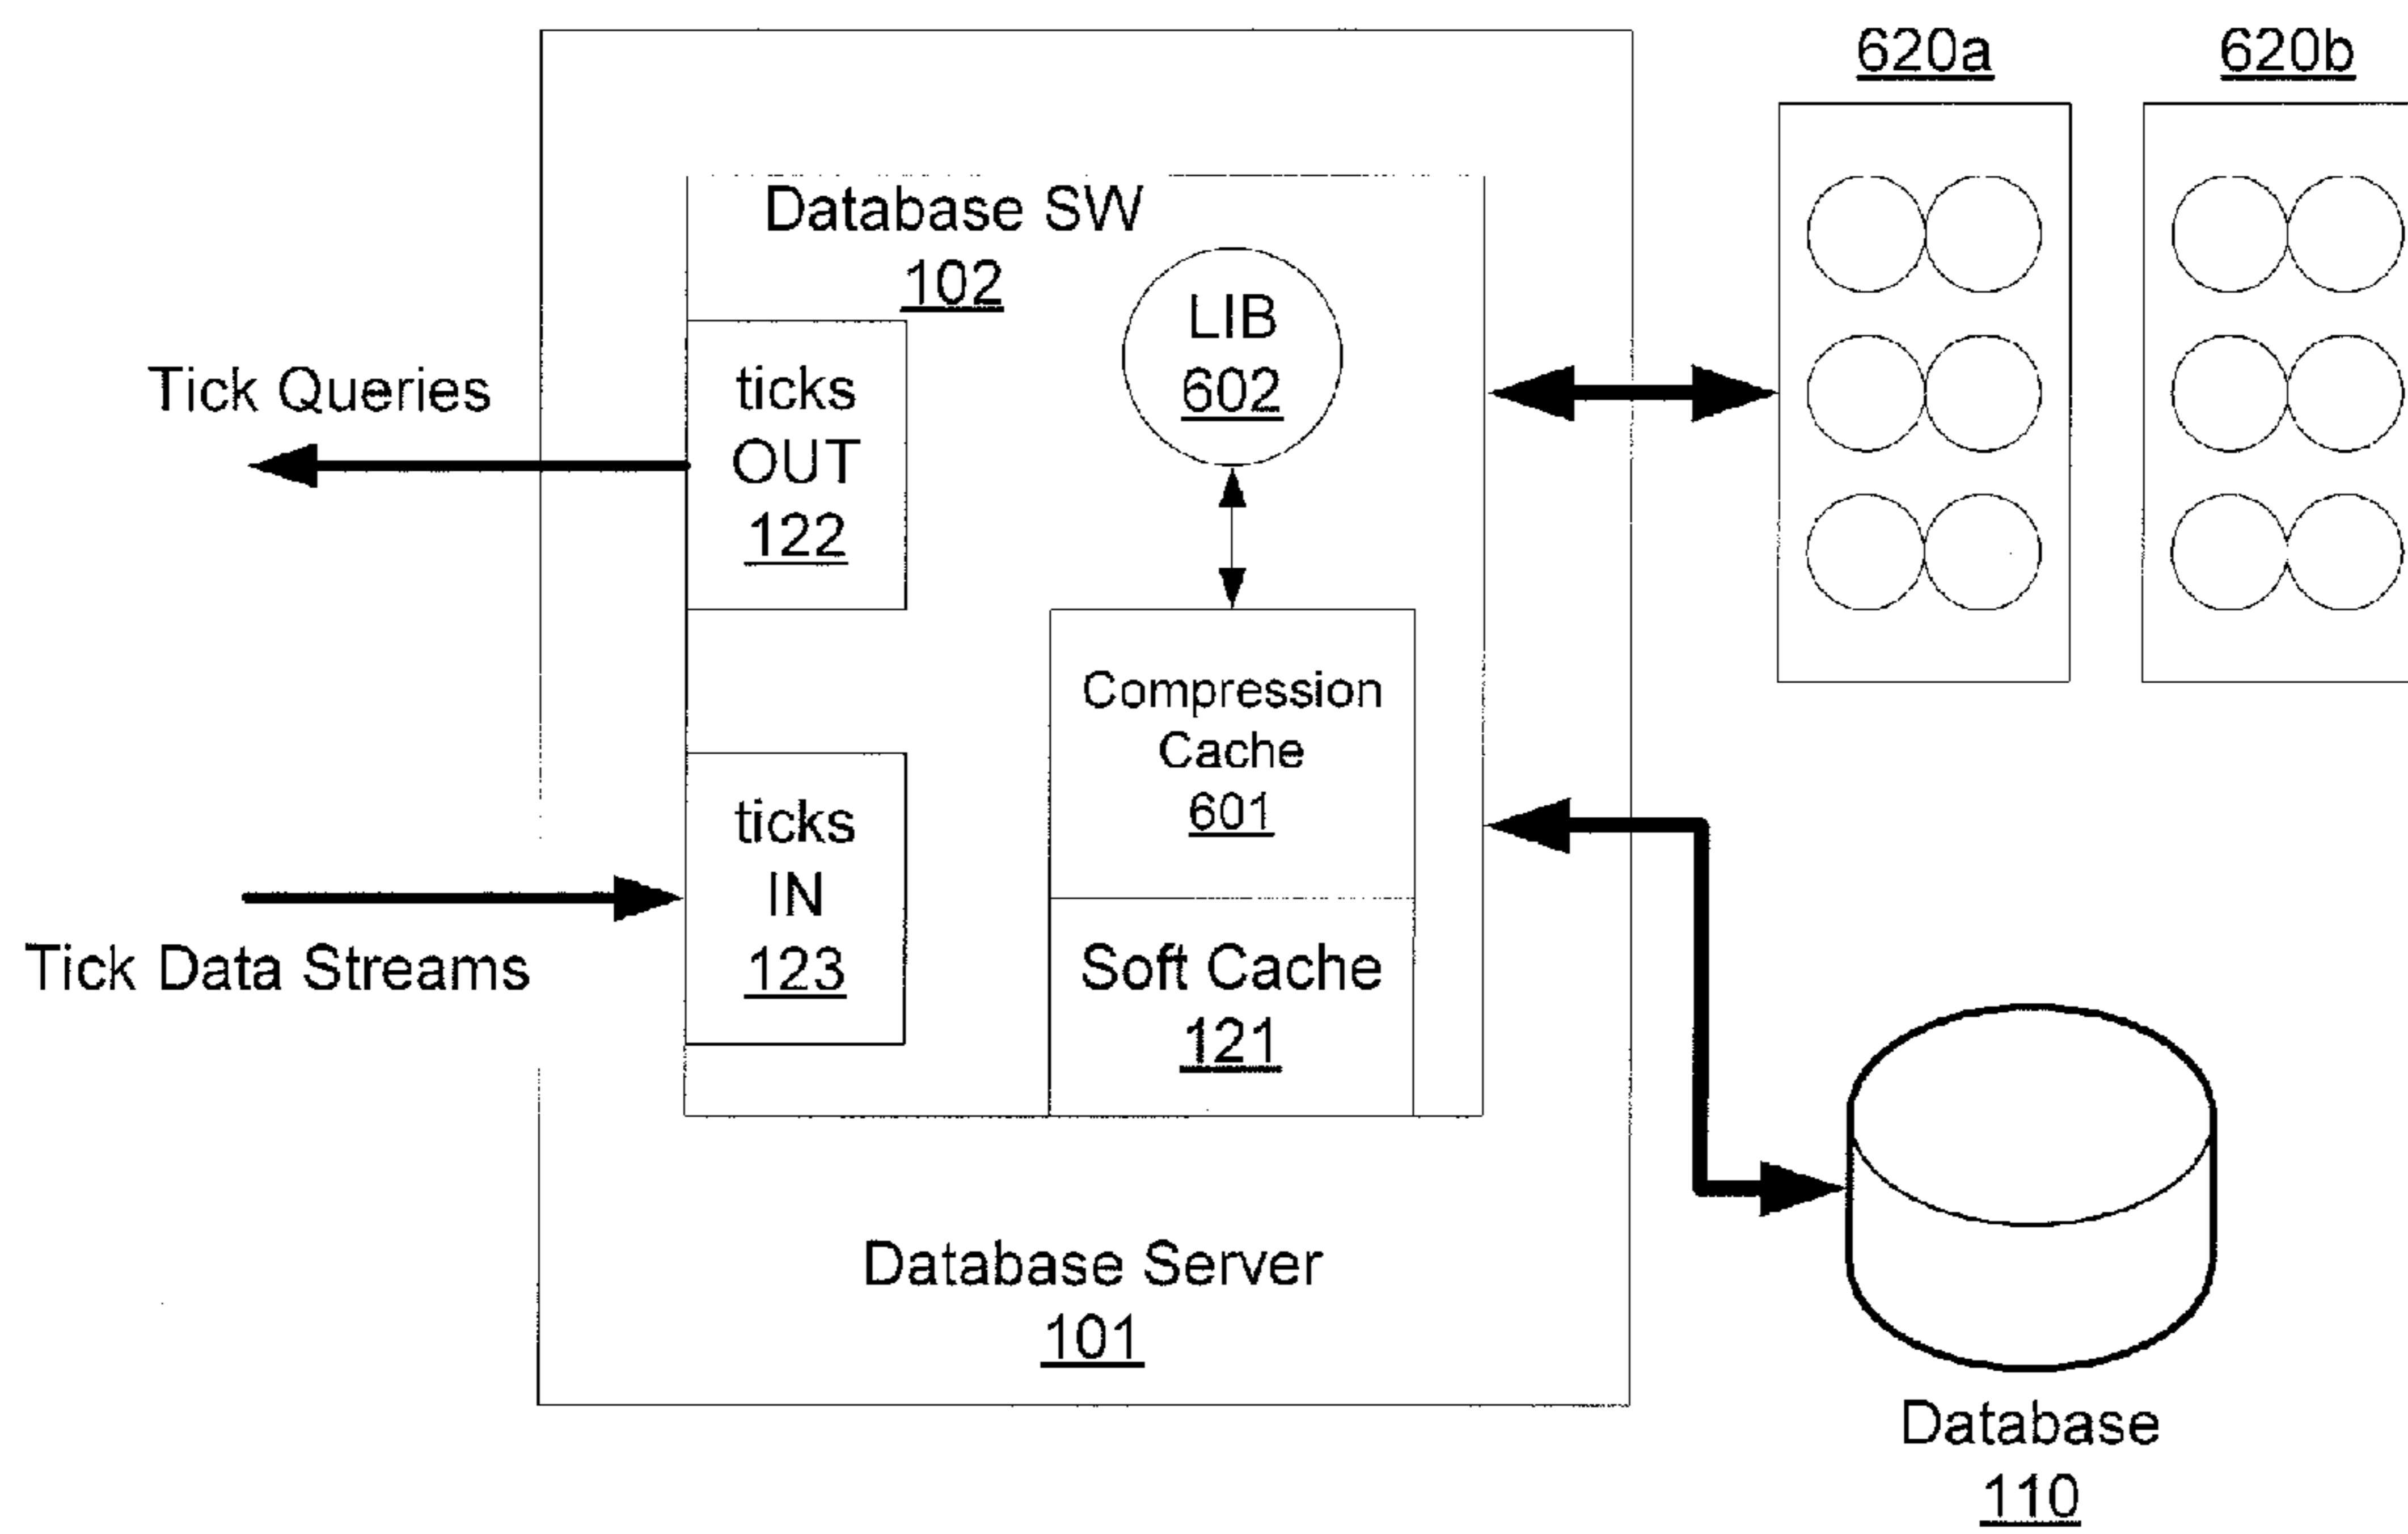 620a
620b
Database SW
102
LIB
602
Tick Queries
ticks
OUT
122
Compression
Cache
601
ticks
IN
123
Tick Data Streams
Soft Cache
121
Database Server
101
Database
110